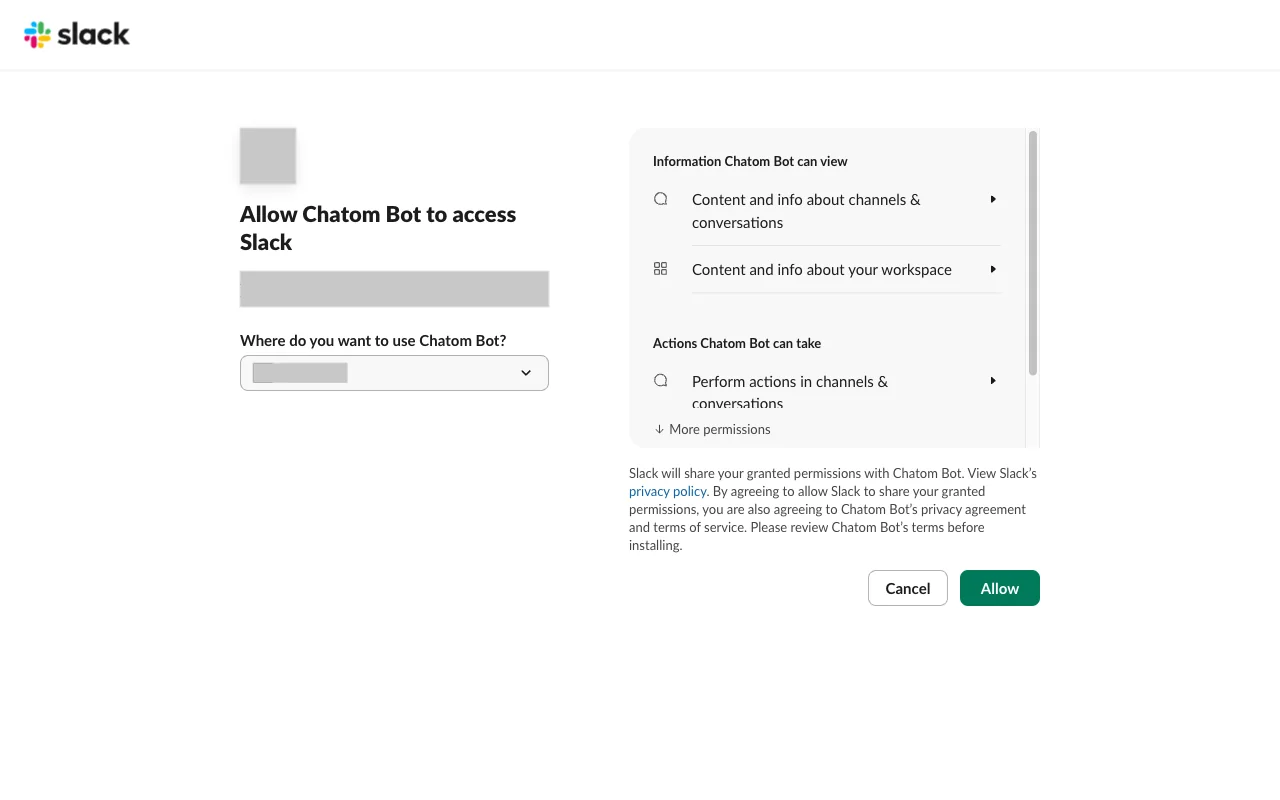 slack
Allow Chatom Bot to access
Slack
Where do you want to use Chatom Bot?
Information Chatom Bot can view
Content and info about channels &
conversations
Content and info about your workspace
Actions Chatom Bot can take
Perform actions in channels &
conversations
More permissions
Slack will share your granted permissions with Chatom Bot. View Slack’s
privacy policy. By agreeing to allow Slack to share your granted
permissions, you are also agreeing to Chatom Bot’s privacy agreement
and terms of service. Please review Chatom Bot’s terms before
installing.
Cancel
Allow